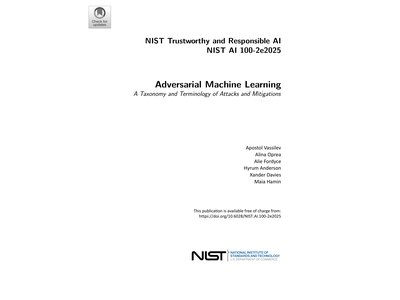 Check for
updates
NIST Trustworthy and Responsible AI
NIST AI 100-2e2025
Adversarial Machine Learning
A Taxonomy and Terminology of Attacks and Mitigations
Apostol Vassilev
Alina Oprea
Alie Fordyce
Hyrum Anderson
Xander Davies
Maia Hamin
This publication is available free of charge from:
https://doi.org/10.6028/NIST.AI.100-2e2025
NIST
NATIONAL INSTITUTE OF
STANDARDS AND TECHNOLOGY
U.S. DEPARTMENT OF COMMERCE